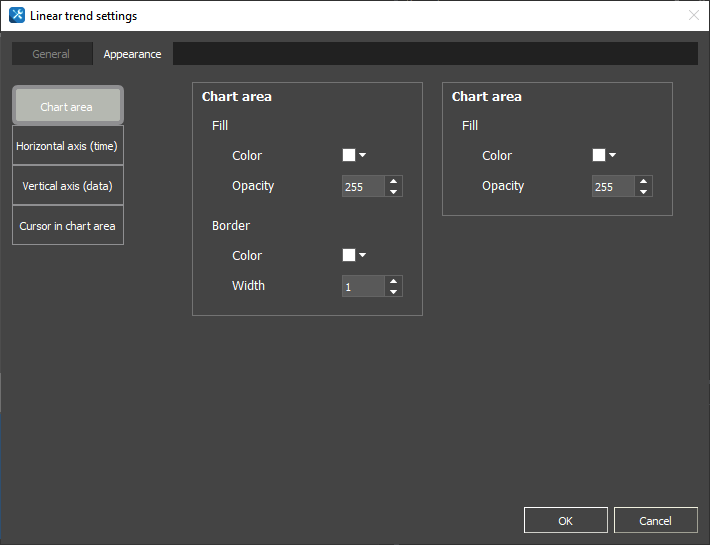 Linear trend settings
General
Appearance
Chart area
Horizontal axis (time)
Vertical axis (data)
Cursor in chart area
Chart area
Fill
Color
Opacity
255
Border
Color
Width
1
Chart area
Fill
Color
Opacity
255
OK
Cancel